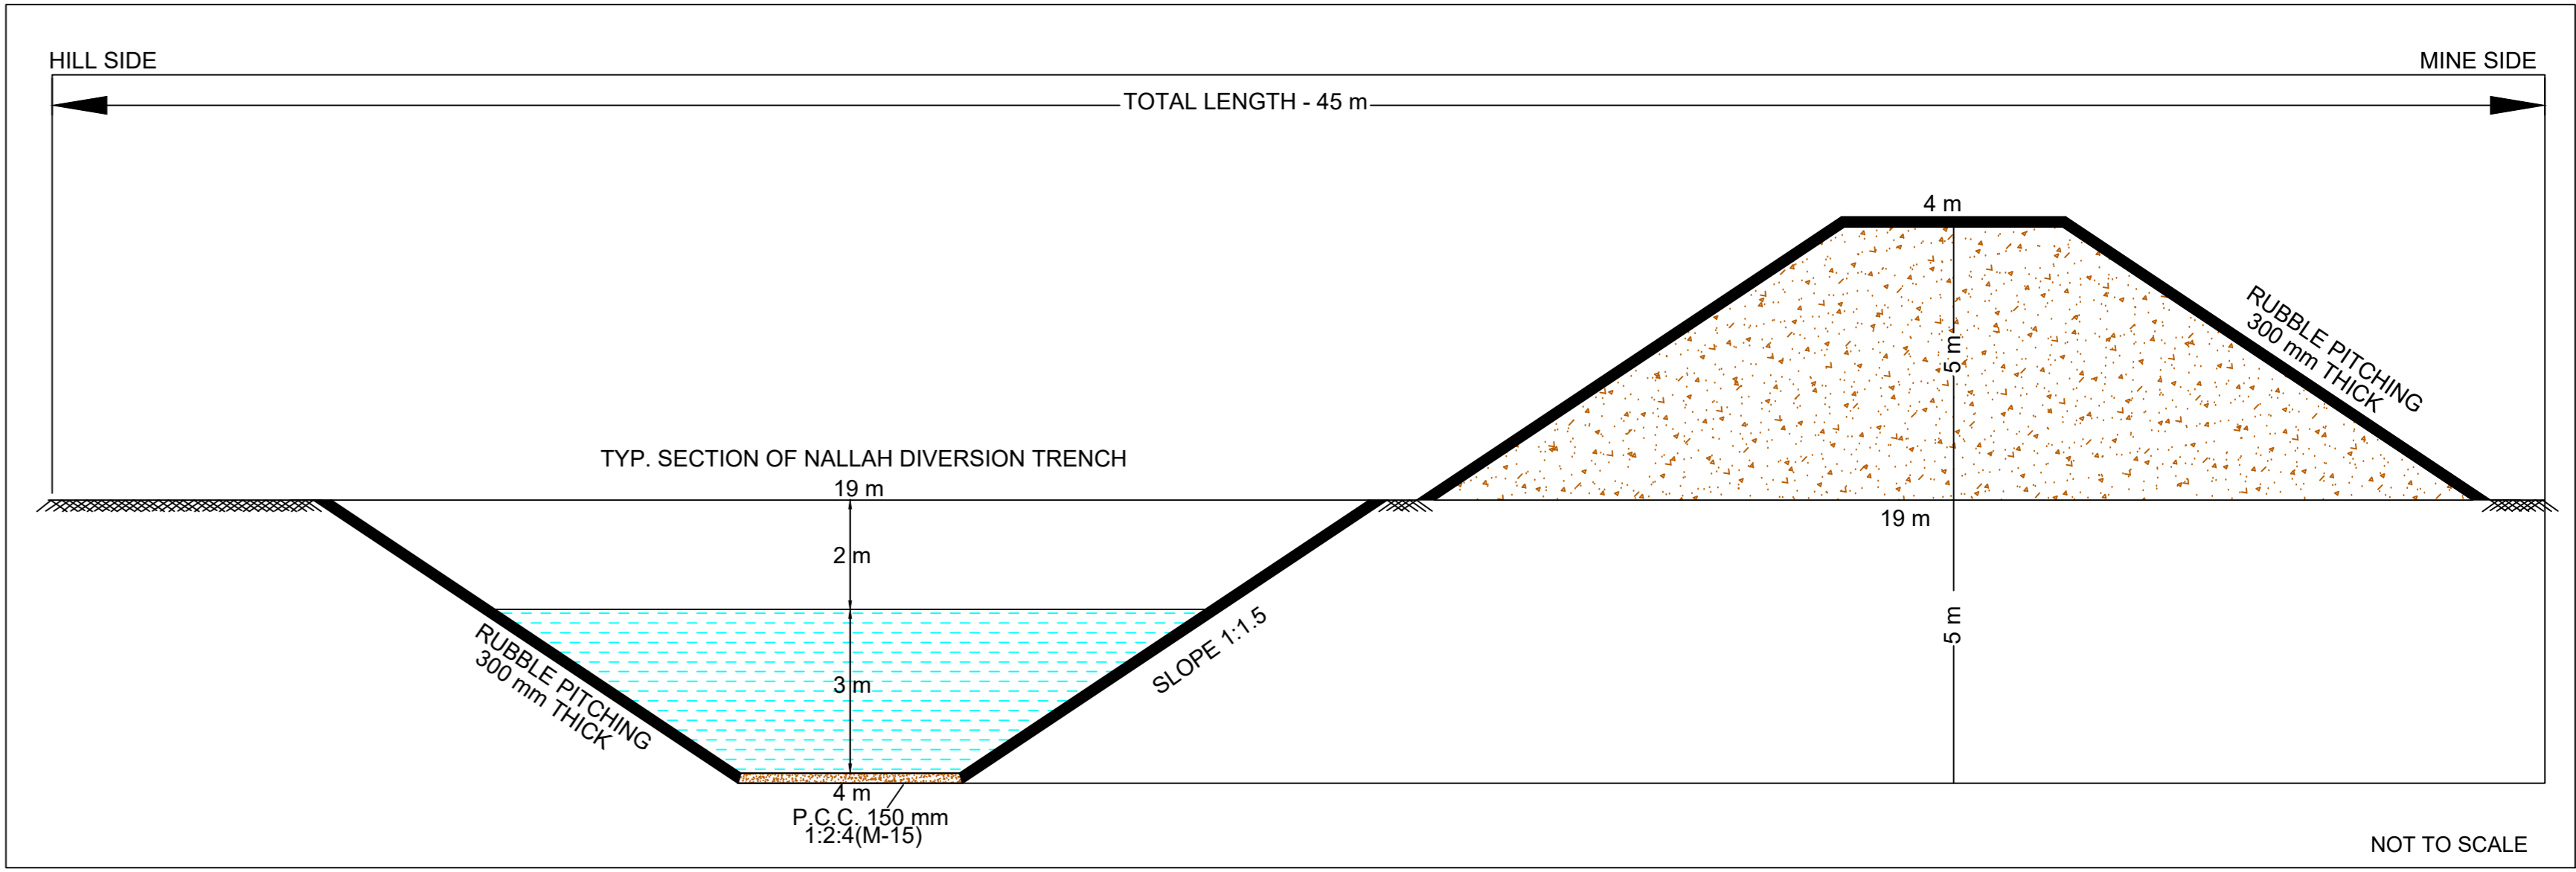 HILL SIDE
MINE SIDE
TOTAL LENGTH - 45 m
4 m
RUBBLE PITCHING
300 mm THICK
5 m
TYP. SECTION OF NALLAH DIVERSION TRENCH
19 m
19 m
2 m
SLOPE 1:1.5
5 m
RUBBLE PITCHING
300 mm THICK
3 m
4 m
P.C.C. 150 mm
1:2:4(M-15)
NOT TO SCALE